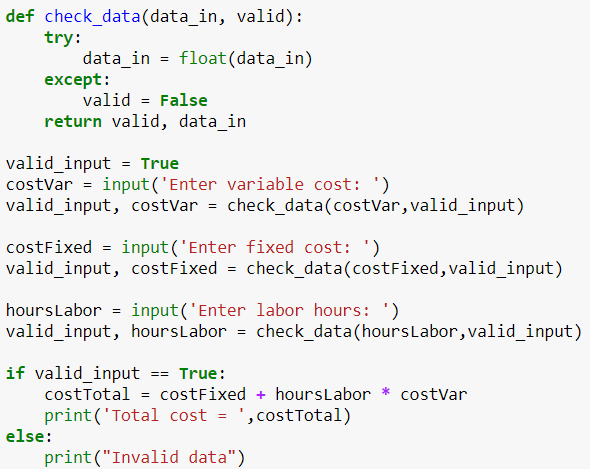 def check_data(data_in, valid):
    try:
        data_in = float(data_in)
    except:
        valid = False
    return valid, data_in

valid_input = True
costVar = input('Enter variable cost: ')
valid_input, costVar = check_data(costVar,valid_input)

costFixed = input('Enter fixed cost: ')
valid_input, costFixed = check_data(costFixed,valid_input)

hoursLabor = input('Enter labor hours: ')
valid_input, hoursLabor = check_data(hoursLabor,valid_input)

if valid_input == True:
    costTotal = costFixed + hoursLabor * costVar
    print('Total cost = ',costTotal)
else:
    print("Invalid data")